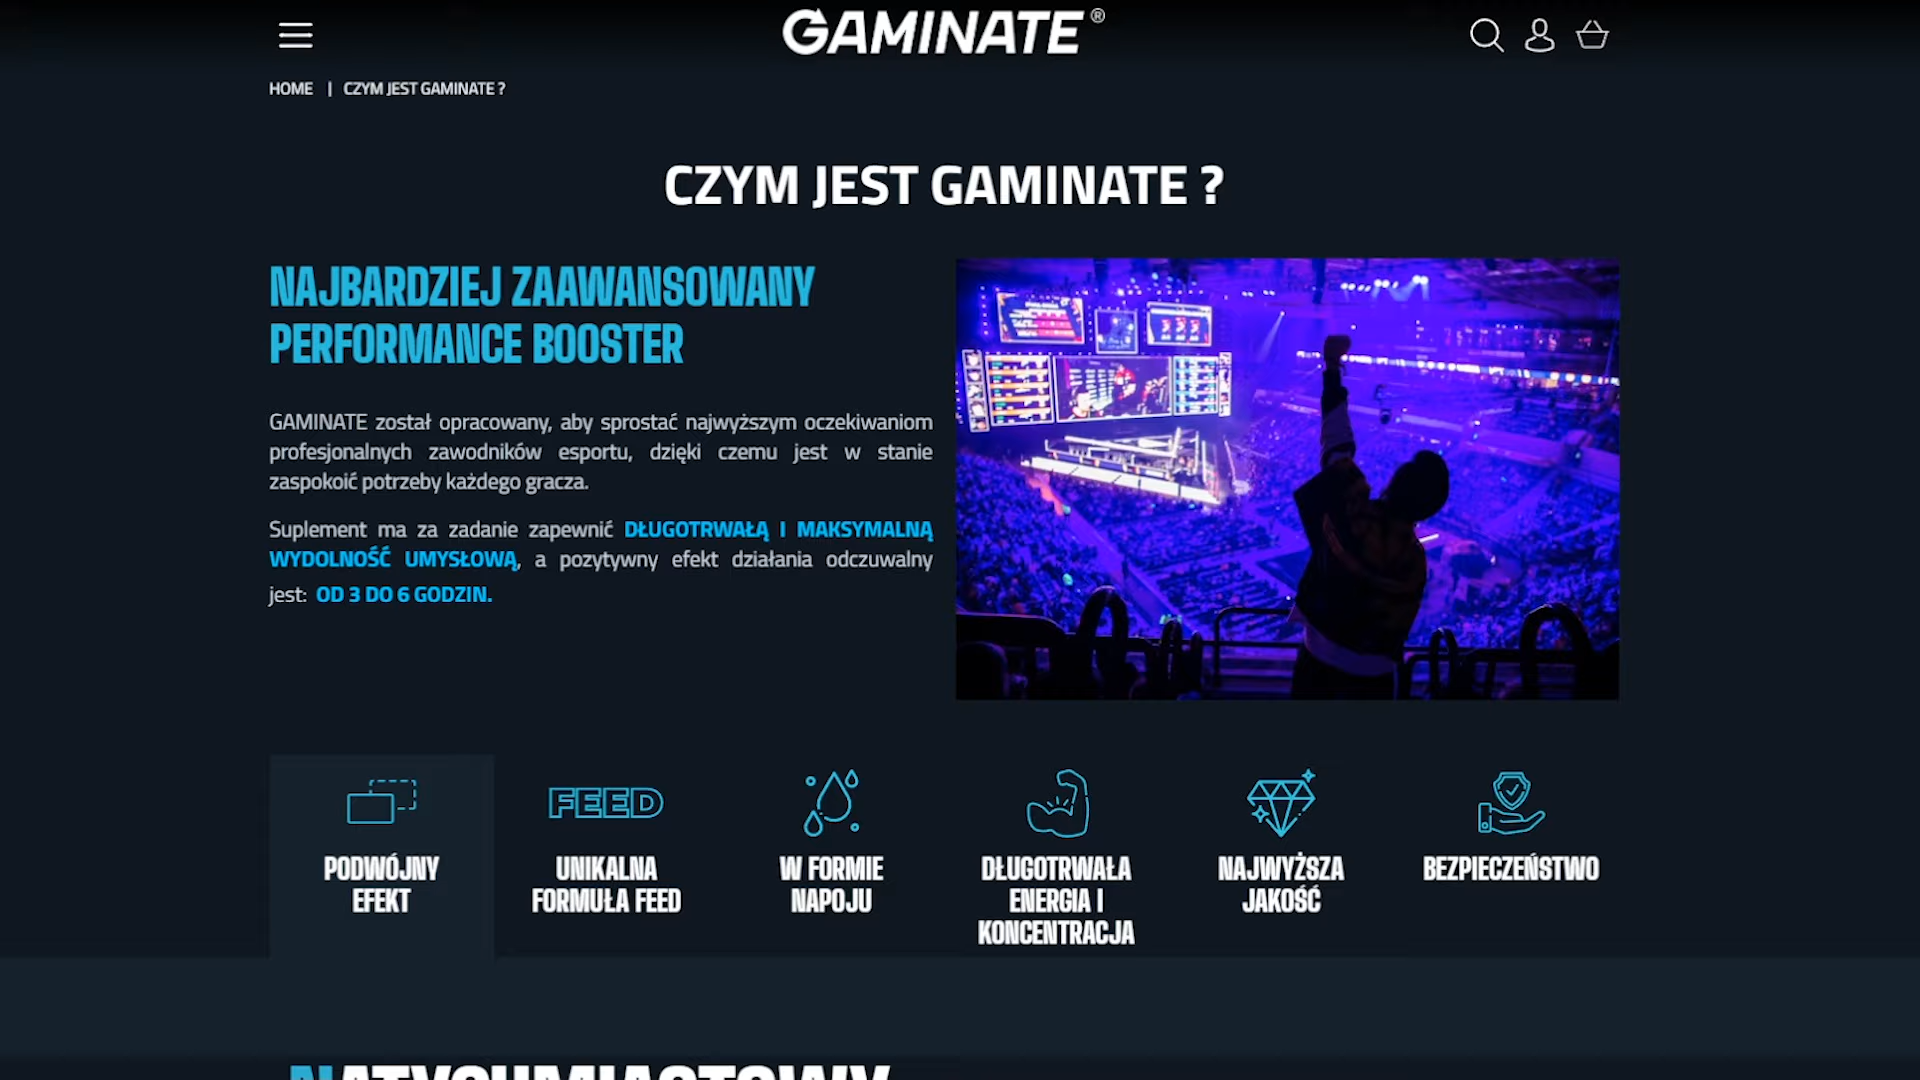 GAMINATE®
HOME | CZYM JEST GAMINATE ?
CZYM JEST GAMINATE ?
NAJBARDZIEJ ZAAWANSOWANY
PERFORMANCE BOOSTER
GAMINATE został opracowany, aby sprostać najwyższym oczekiwaniom
profesjonalnych zawodników esportu, dzięki czemu jest w stanie
zaspokoić potrzeby każdego gracza.
Suplement ma za zadanie zapewnić DŁUGOTRWAŁĄ I MAKSYMALNĄ
WYDOLNOŚĆ UMYSŁOWĄ, a pozytywny efekt działania odczuwalny
jest: OD 3 DO 6 GODZIN.
FEED
PODWÓJNY
EFEKT
UNIKALNA
FORMUŁA FEED
W FORMIE
NAPOJU
DŁUGOTRWAŁA
ENERGIA I
KONCENTRACJA
NAJWYŻSZA
JAKOŚĆ
BEZPIECZEŃSTWO
NATYCHMIASTOWY